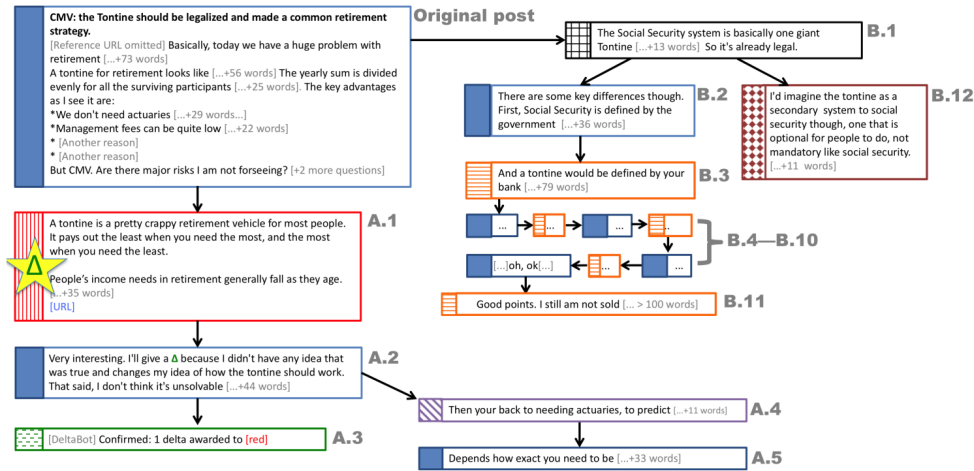 CMV: the Tontine should be legalized and made a common retirement
strategy.
[Reference URL omitted] Basically, today we have a huge problem with
retirement [...+73 words]
A tontine for retirement looks like [...+56 words] The yearly sum is divided
evenly for all the surviving participants [...+25 words]. The key advantages
as I see it are:
*We don't need actuaries [...+29 words...]
*Management fees can be quite low [...+22 words]
* [Another reason]
* [Another reason]
But CMV. Are there major risks I am not forseeing? [+2 more questions]
Original post
The Social Security system is basically one giant
Tontine [...+13 words] So it's already legal.
B.1
There are some key differences though.
First, Social Security is defined by the
government [...+36 words]
B.2
I'd imagine the tontine as a
secondary system to social
security though, one that is
optional for people to do, not
mandatory like social security.
[...+11 words]
B.12
And a tontine would be defined by your
bank [...+79 words]
B.3
...
...
...
..
[...]oh, ok[...]
...
...
B.4—B.10
Good points. I still am not sold [... > 100 words]
B.11
A tontine is a pretty crappy retirement vehicle for most people.
It pays out the least when you need the most, and the most
when you need the least.
People's income needs in retirement generally fall as they age.
[...+35 words]
[URL]
Δ
A.1
Very interesting. I'll give a Δ because I didn't have any idea that
was true and changes my idea of how the tontine should work.
That said, I don't think it's unsolvable [...+44 words]
A.2
[DeltaBot] Confirmed: 1 delta awarded to [red]
A.3
Then your back to needing actuaries, to predict [...+11 words]
A.4
Depends how exact you need to be [...+33 words]
A.5